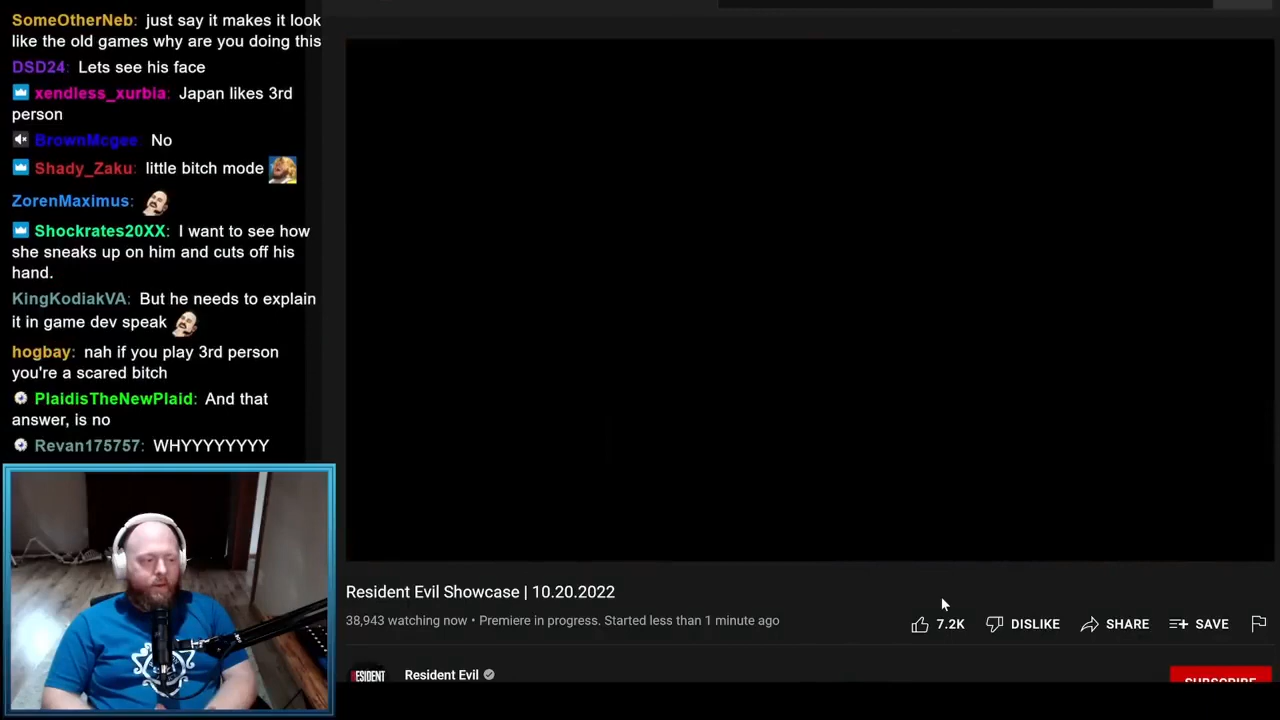 SomeOtherNeb: just say it makes it look
like the old games why are you doing this
DSD24: Lets see his face
xendless_xurbia: Japan likes 3rd
person
BrownMcgee: No
Shady_Zaku: little bitch mode
ZorenMaximus:
Shockrates20XX: I want to see how
she sneaks up on him and cuts off his
hand.
KingKodiakVA: But he needs to explain
it in game dev speak
hogbay: nah if you play 3rd person
you're a scared bitch
PlaidisTheNewPlaid: And that
answer, is no
Revan175757: WHYYYYYYYY
Resident Evil Showcase | 10.20.2022
38,943 watching now • Premiere in progress. Started less than 1 minute ago
7.2K DISLIKE SHARE SAVE
RESIDENT
Resident Evil
SUBSCRIBE